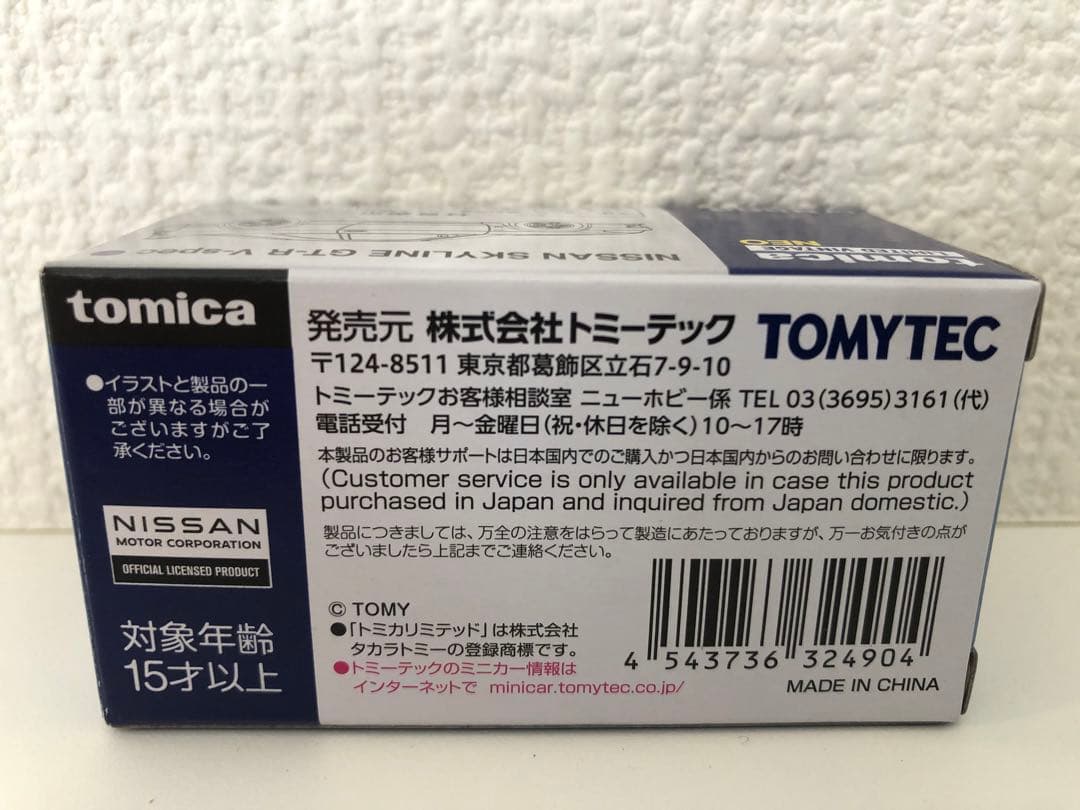 NISSAN SKYLINE GT-R V-spec
tomica
LIMITED VINTAGE
NEO
tomica
●イラストと製品の一
部が異なる場合が
ございますがご了
承ください。
NISSAN
MOTOR CORPORATION
OFFICIAL LICENSED PRODUCT
対象年齢
15才以上
発売元 株式会社トミーテック TOMYTEC
〒124-8511 東京都葛飾区立石7-9-10
トミーテックお客様相談室 ニューホビー係 TEL 03(3695)3161(代)
電話受付 月〜金曜日(祝・休日を除く)10〜17時
本製品のお客様サポートは日本国内でのご購入かつ日本国内からのお問い合わせに限ります。
(Customer service is only available in case this product
purchased in Japan and inquired from Japan domestic.)
製品につきましては、万全の注意をはらって製造にあたっておりますが、万一お気付きの点が
ございましたら上記までご連絡ください。
© TOMY
●「トミカリミテッド」は株式会社
タカラトミーの登録商標です。
●トミーテックのミニカー情報は
インターネットで minicar.tomytec.co.jp/
4 543736 324904
MADE IN CHINA